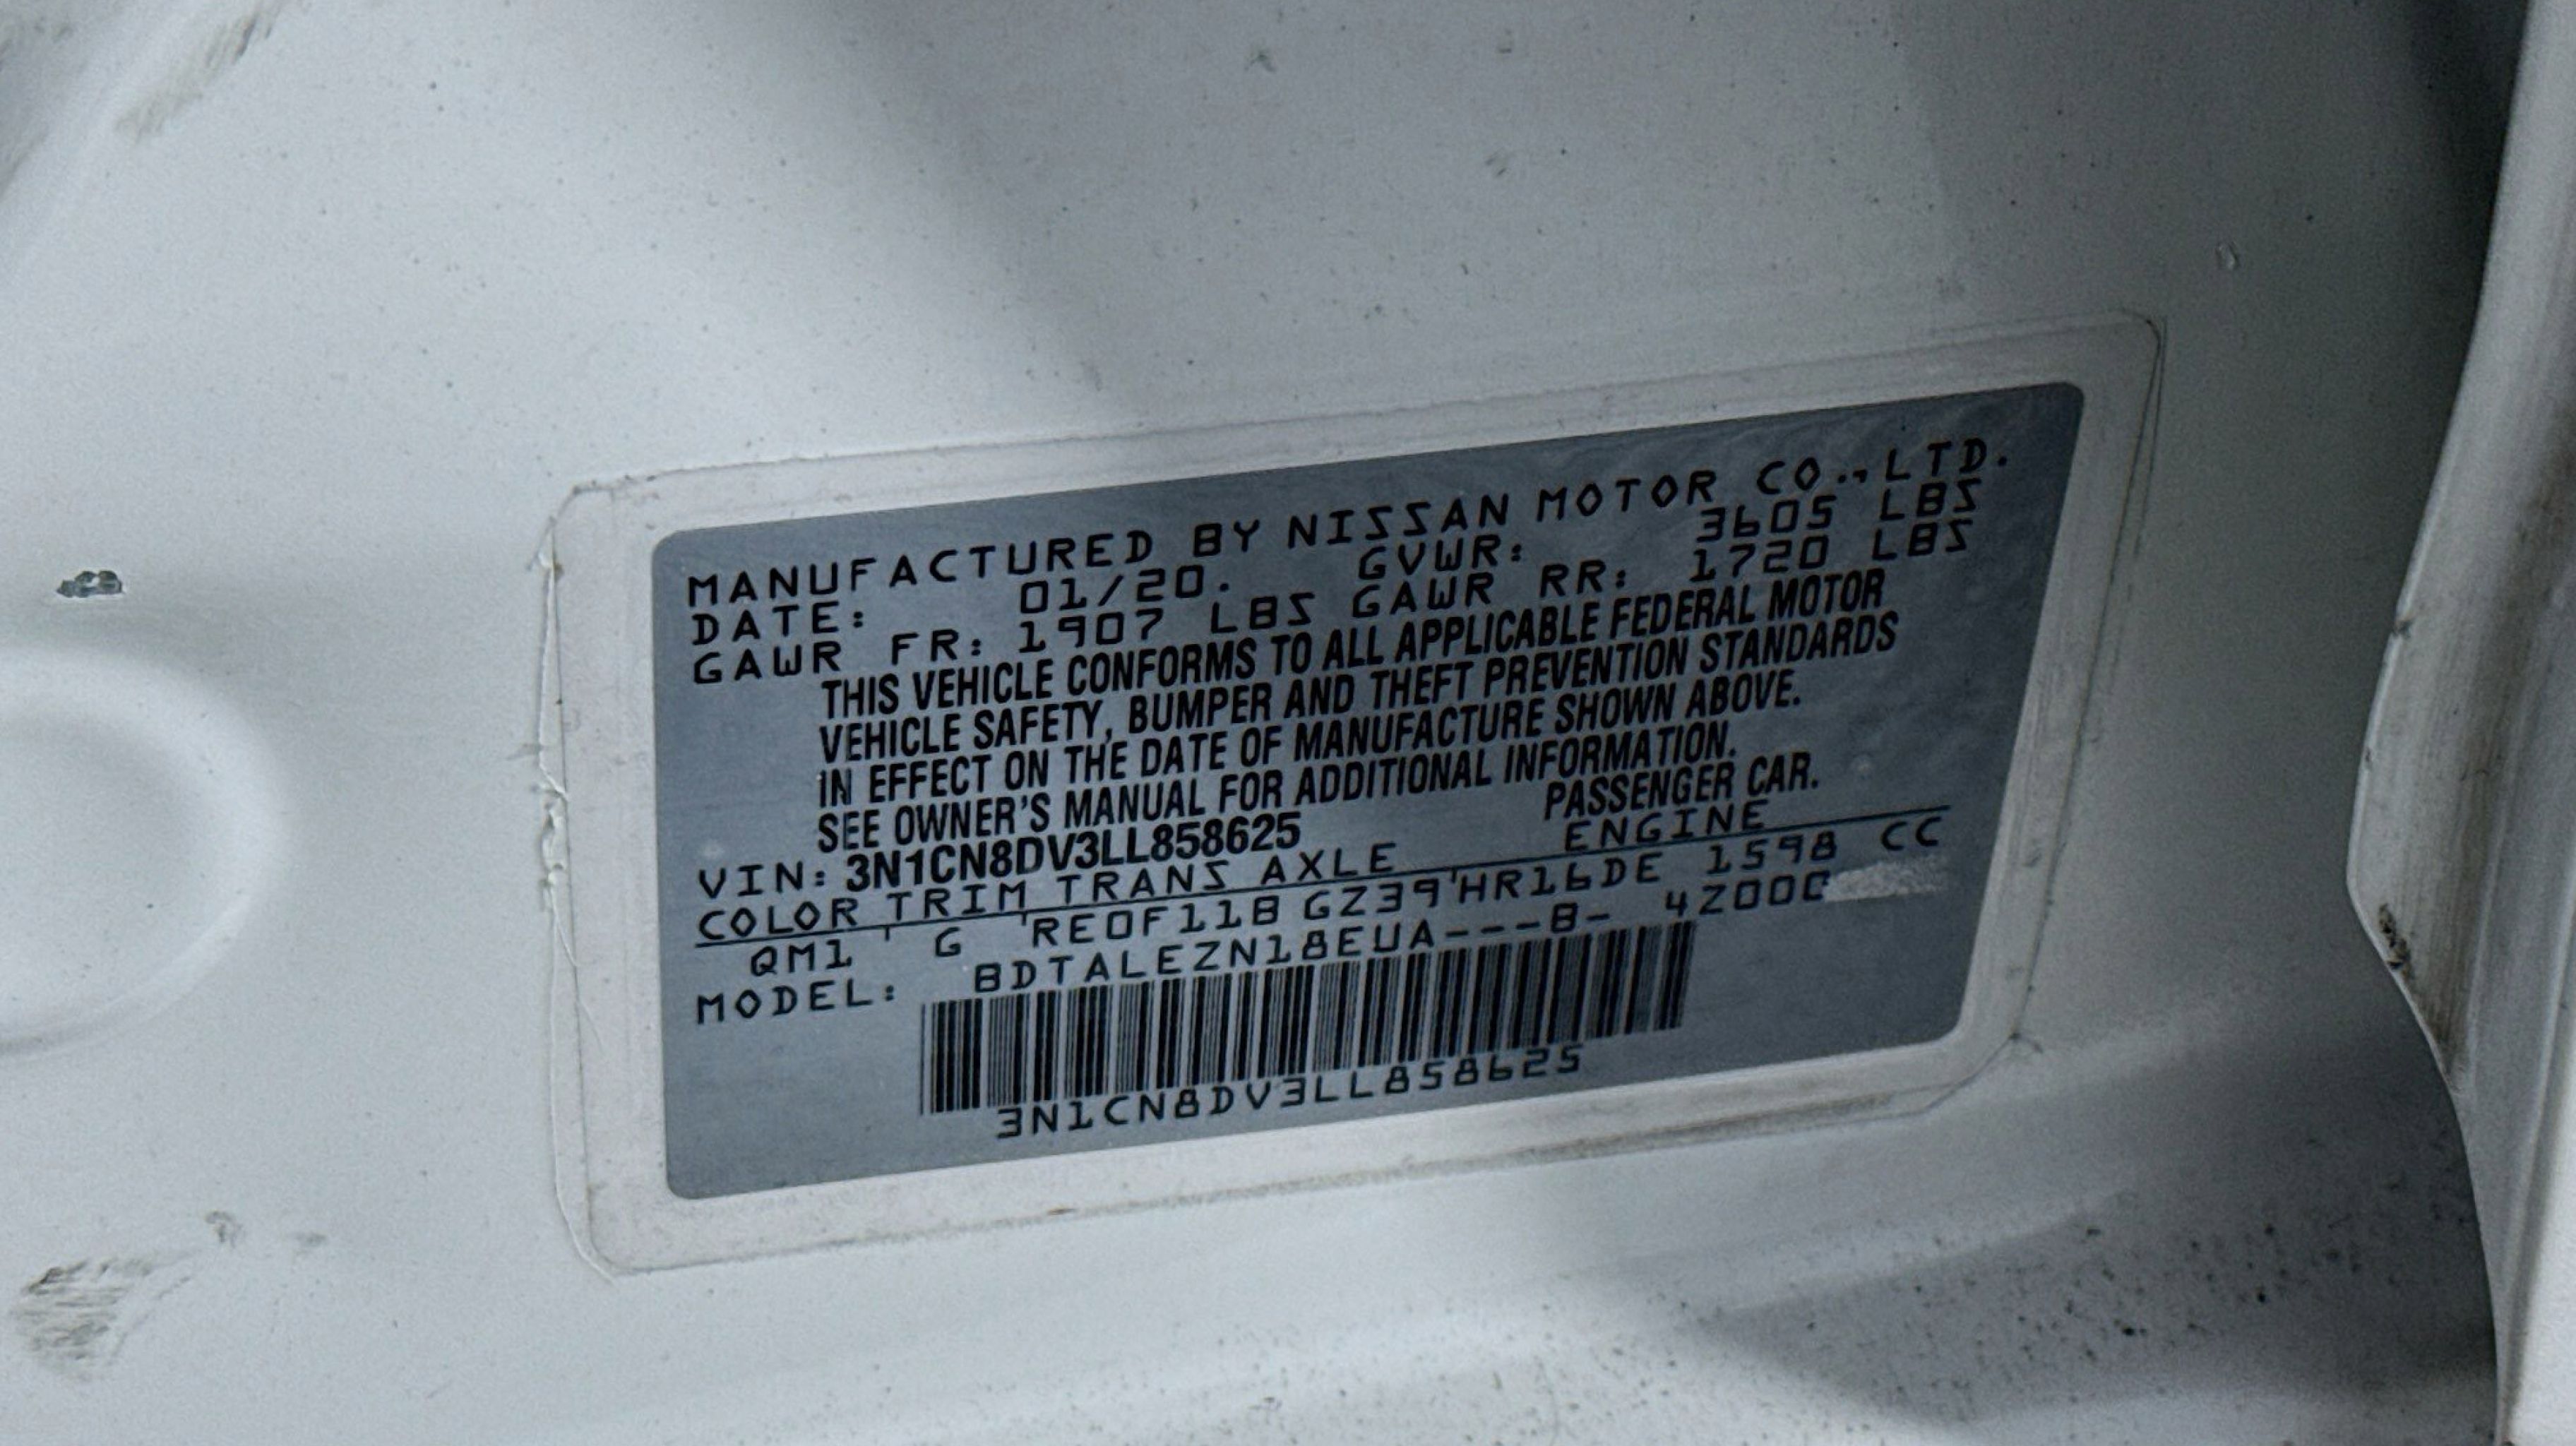 MANUFACTURED BY NISSAN MOTOR CO.,LTD.
DATE: 01/20. GVWR: 3605 LBS
GAWR FR: 1907 LBS GAWR RR: 1720 LBS
THIS VEHICLE CONFORMS TO ALL APPLICABLE FEDERAL MOTOR
VEHICLE SAFETY, BUMPER AND THEFT PREVENTION STANDARDS
IN EFFECT ON THE DATE OF MANUFACTURE SHOWN ABOVE.
SEE OWNER'S MANUAL FOR ADDITIONAL INFORMATION.
VIN: 3N1CN8DV3LL858625 PASSENGER CAR.
COLOR TRIM TRANS AXLE ENGINE
QM1 G RE0F11B GZ39 HR16DE 1598 CC
MODEL: BDTALEZN18EUA---B-
3N1CN8DV3LL858625